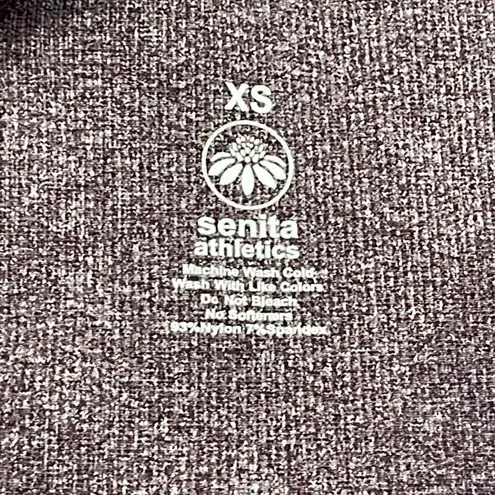 XS
senita
athletics
Machine Wash Cold,
Wash With Like Colors
Do Not Bleach,
No Softeners
93%Nylon 7%Spandex